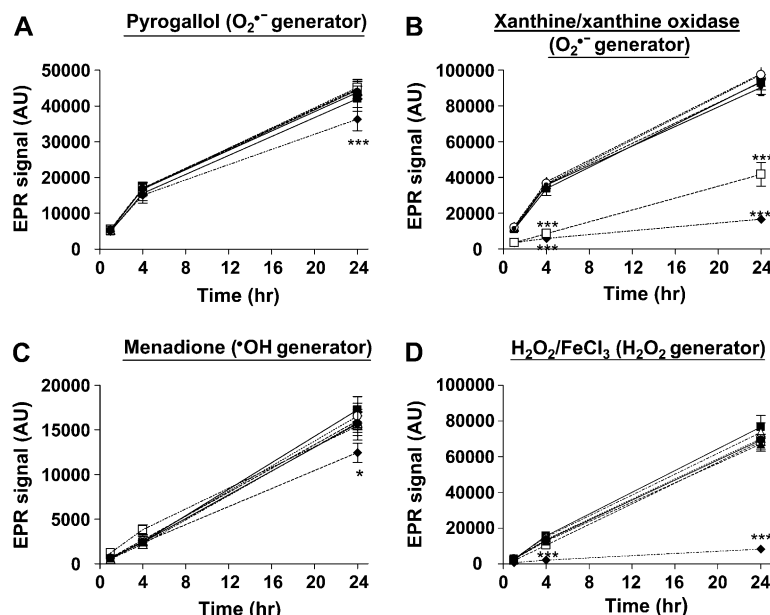 A
Pyrogallol (O₂•⁻ generator)
EPR signal (AU)
50000
40000
30000
20000
10000
0
***
0 4 8 12 16 20 24
Time (hr)
B
Xanthine/xanthine oxidase
(O₂•⁻ generator)
EPR signal (AU)
100000
80000
60000
40000
20000
0
***
***
***
***
0 4 8 12 16 20 24
Time (hr)
C
Menadione (•OH generator)
EPR signal (AU)
20000
15000
10000
5000
0
*
0 4 8 12 16 20 24
Time (hr)
D
H₂O₂/FeCl₃ (H₂O₂ generator)
EPR signal (AU)
100000
80000
60000
40000
20000
0
***
***
0 4 8 12 16 20 24
Time (hr)